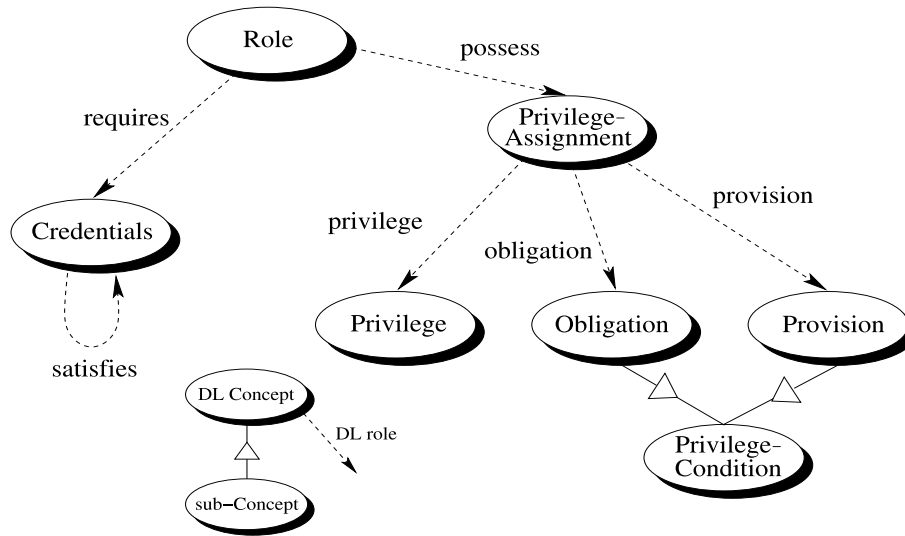 Role
possess
Privilege-
Assignment
requires
Credentials
privilege
provision
obligation
Privilege
Obligation
Provision
satisfies
DL Concept
DL role
Privilege-
Condition
sub-Concept